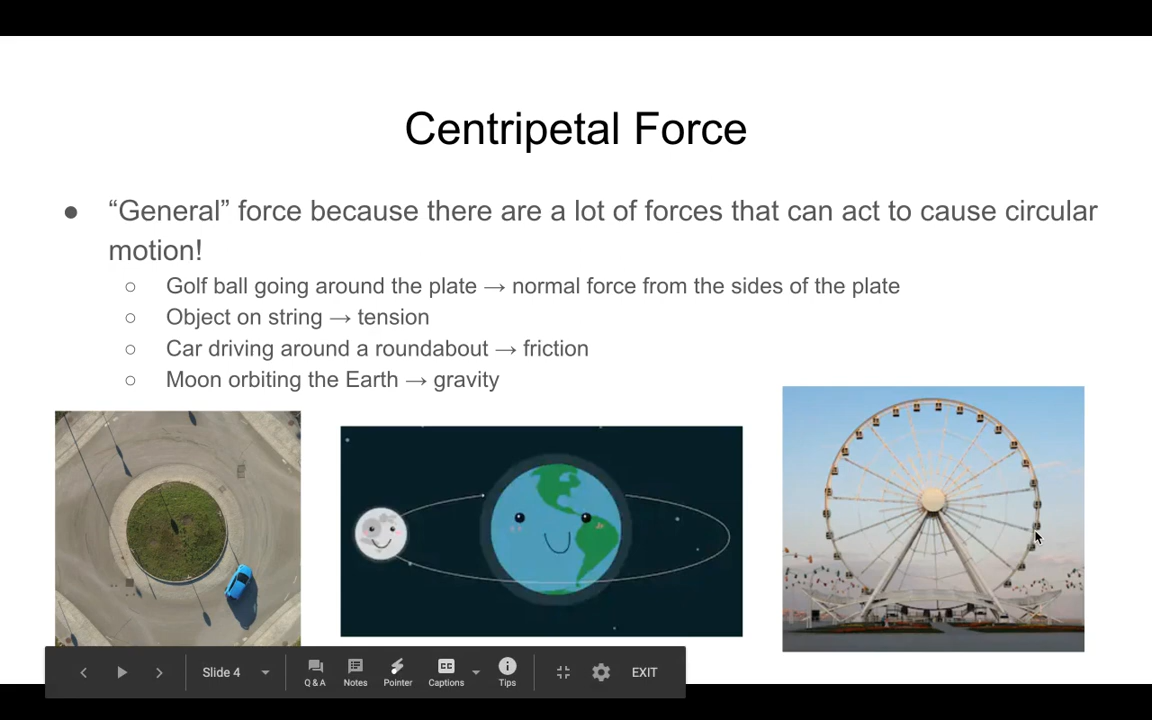 Centripetal Force
● “General” force because there are a lot of forces that can act to cause circular
motion!
○ Golf ball going around the plate → normal force from the sides of the plate
○ Object on string → tension
○ Car driving around a roundabout → friction
○ Moon orbiting the Earth → gravity
Slide 4
Q & A
Notes
Pointer
CC
Captions
Tips
EXIT